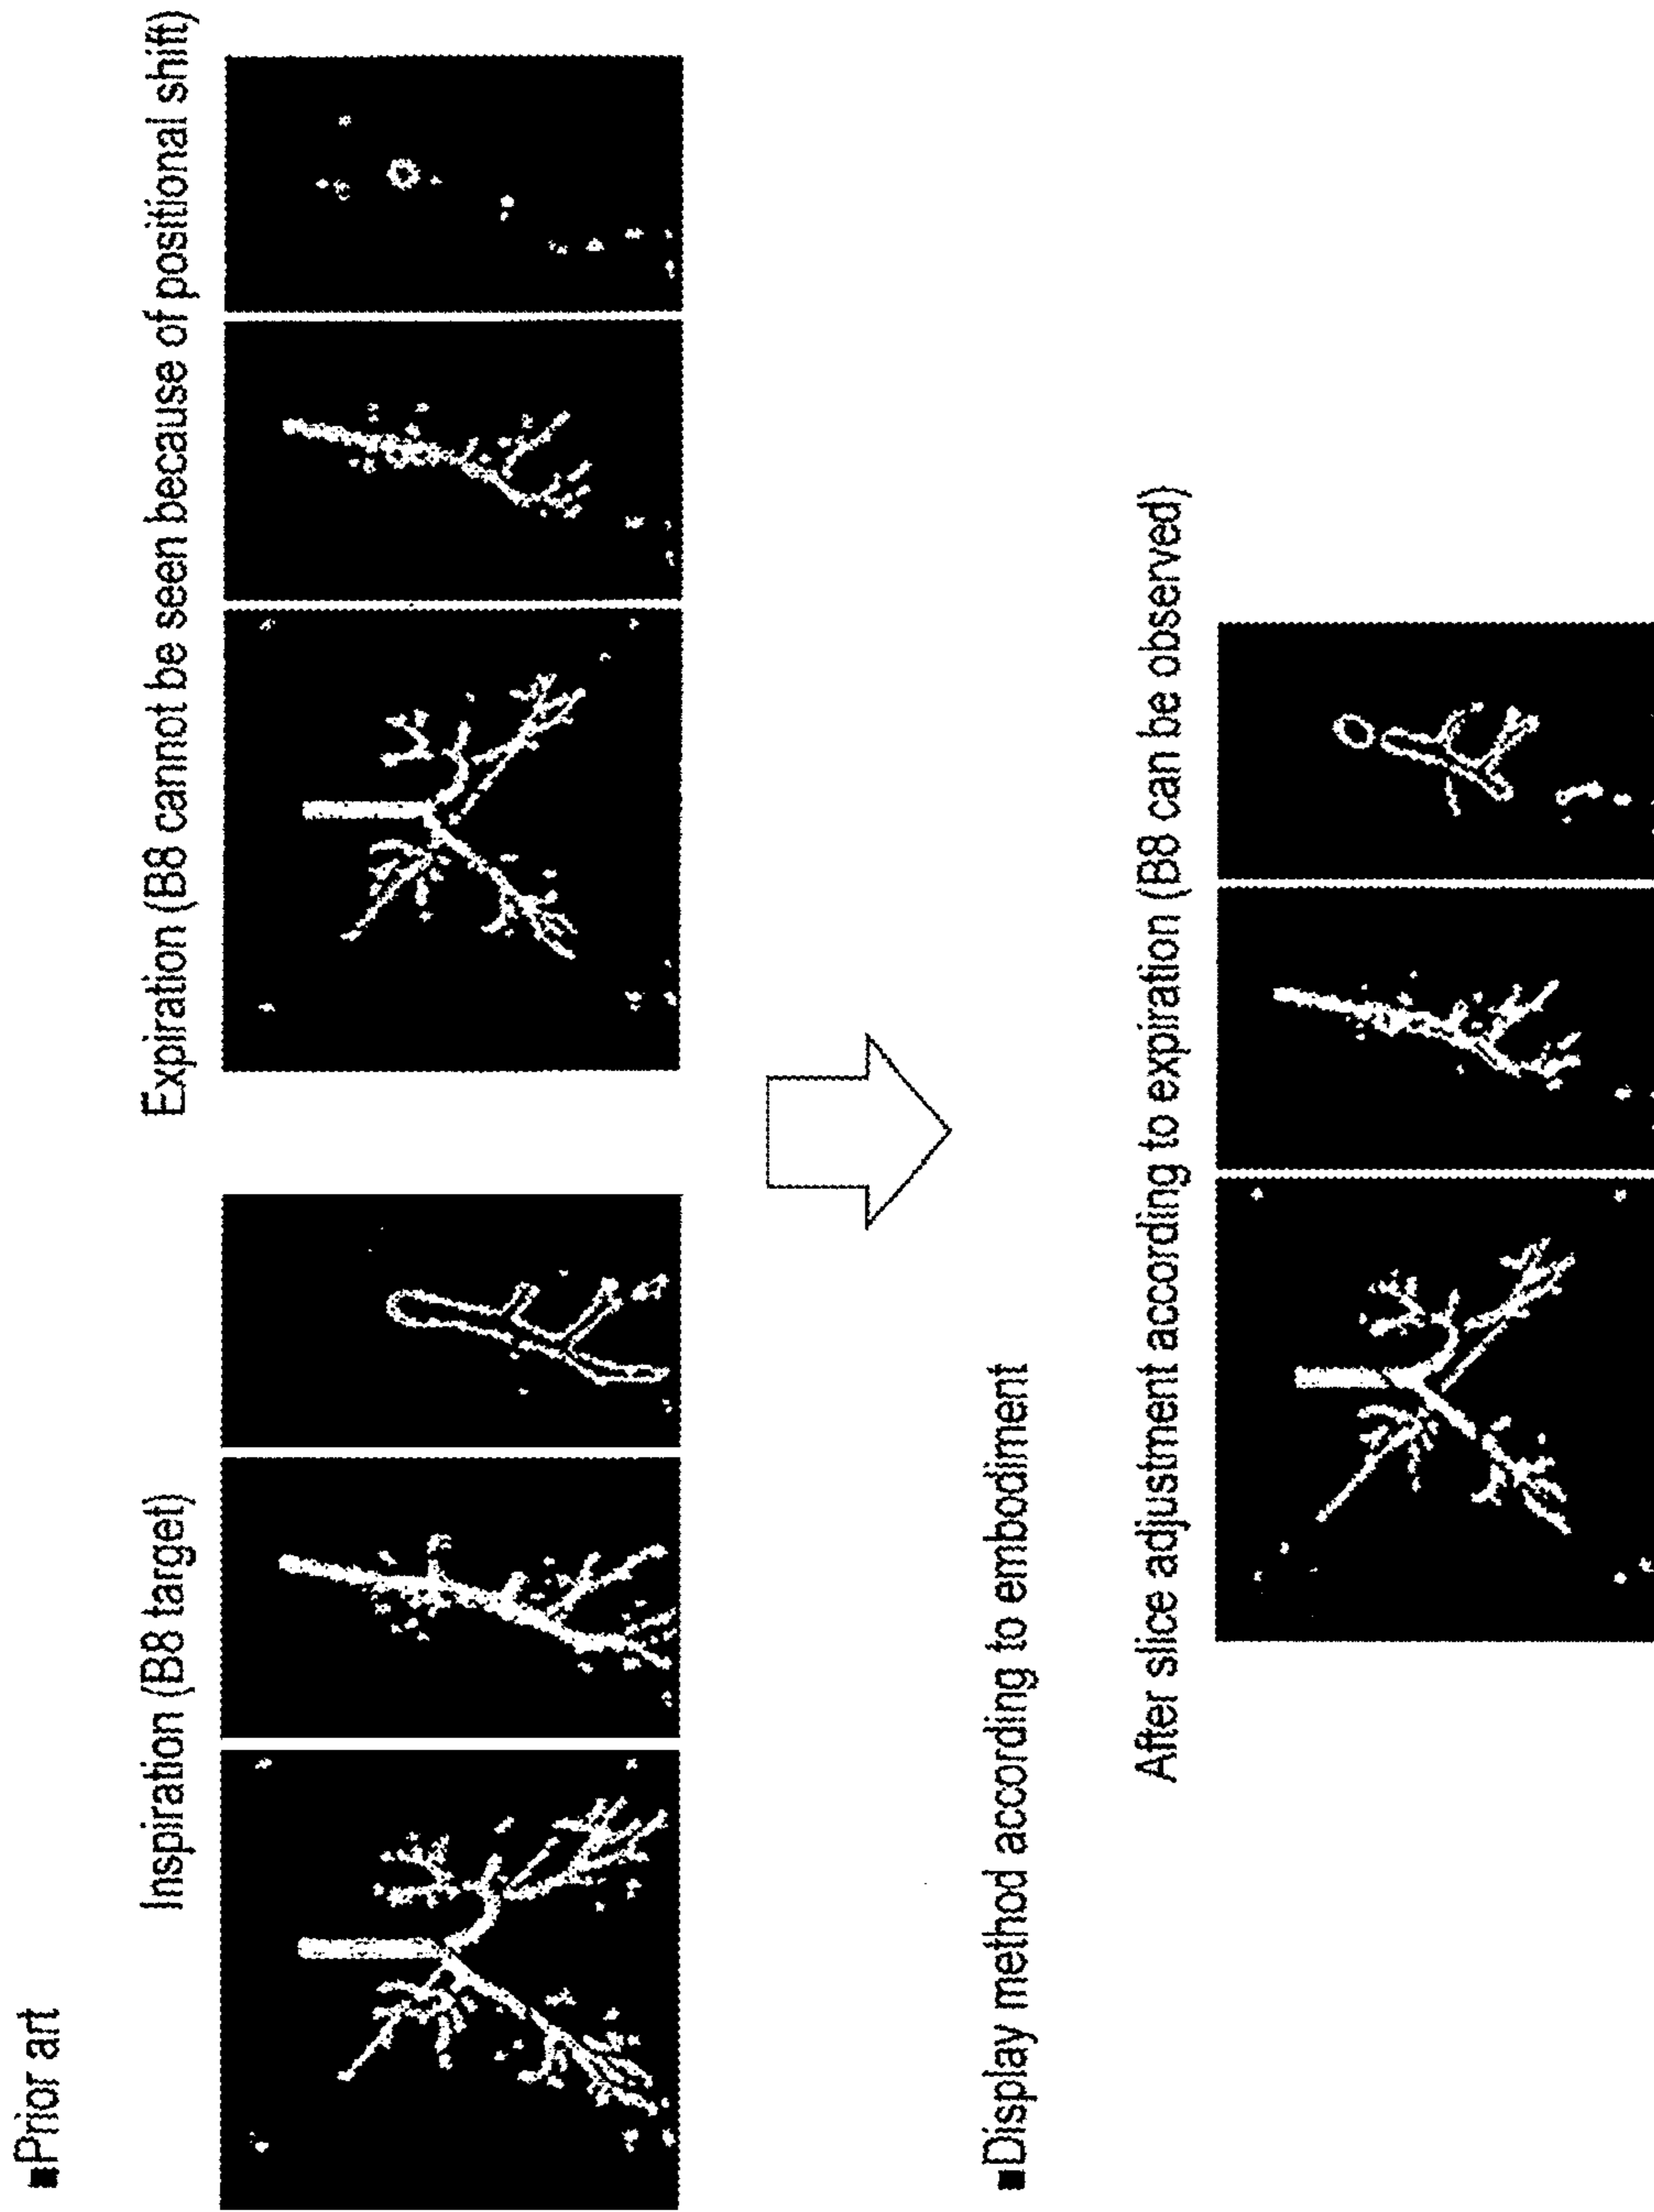 ■Prior art
Inspiration (B8 target)
Expiration (B8 cannot be seen because of positional shift)
■Display method according to embodiment
After slice adjustment according to expiration (B8 can be observed)